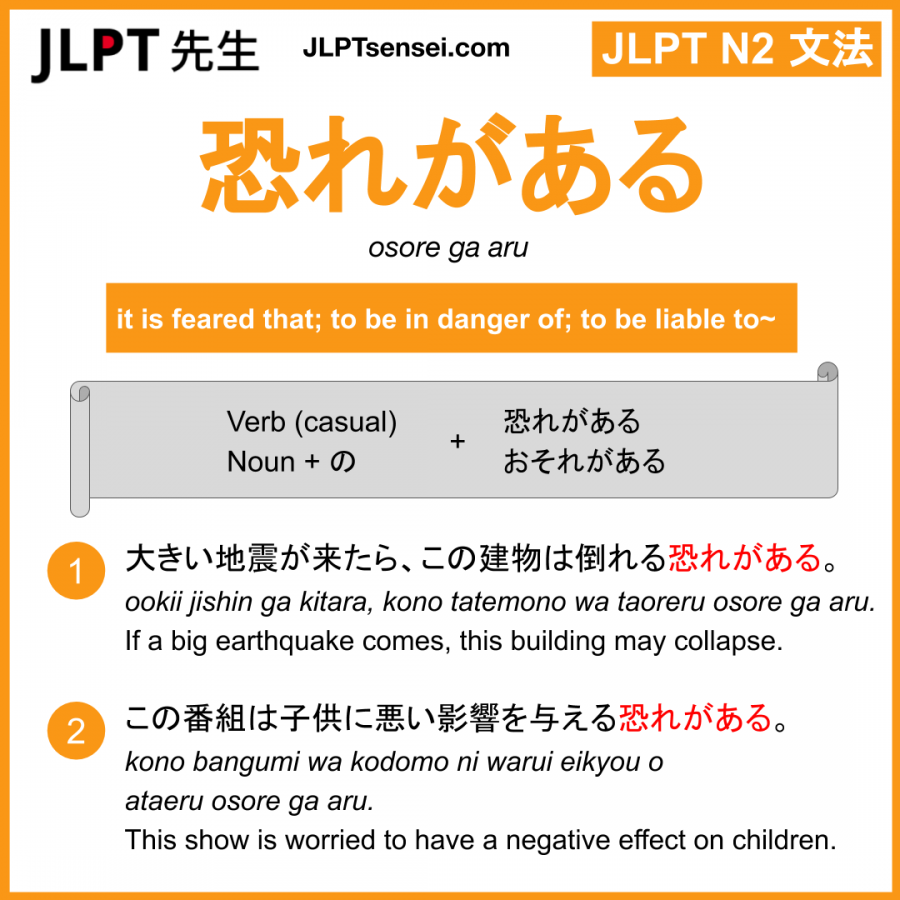 JLPT 先生 JLPTsensei.com JLPT N2 文法
恐れがある
osore ga aru
it is feared that; to be in danger of; to be liable to~
Verb (casual) + 恐れがある
Noun + の おそれがある
1 大きい地震が来たら、この建物は倒れる恐れがある。
ookii jishin ga kitara, kono tatemono wa taoreru osore ga aru.
If a big earthquake comes, this building may collapse.
2 この番組は子供に悪い影響を与える恐れがある。
kono bangumi wa kodomo ni warui eikyou o
ataeru osore ga aru.
This show is worried to have a negative effect on children.